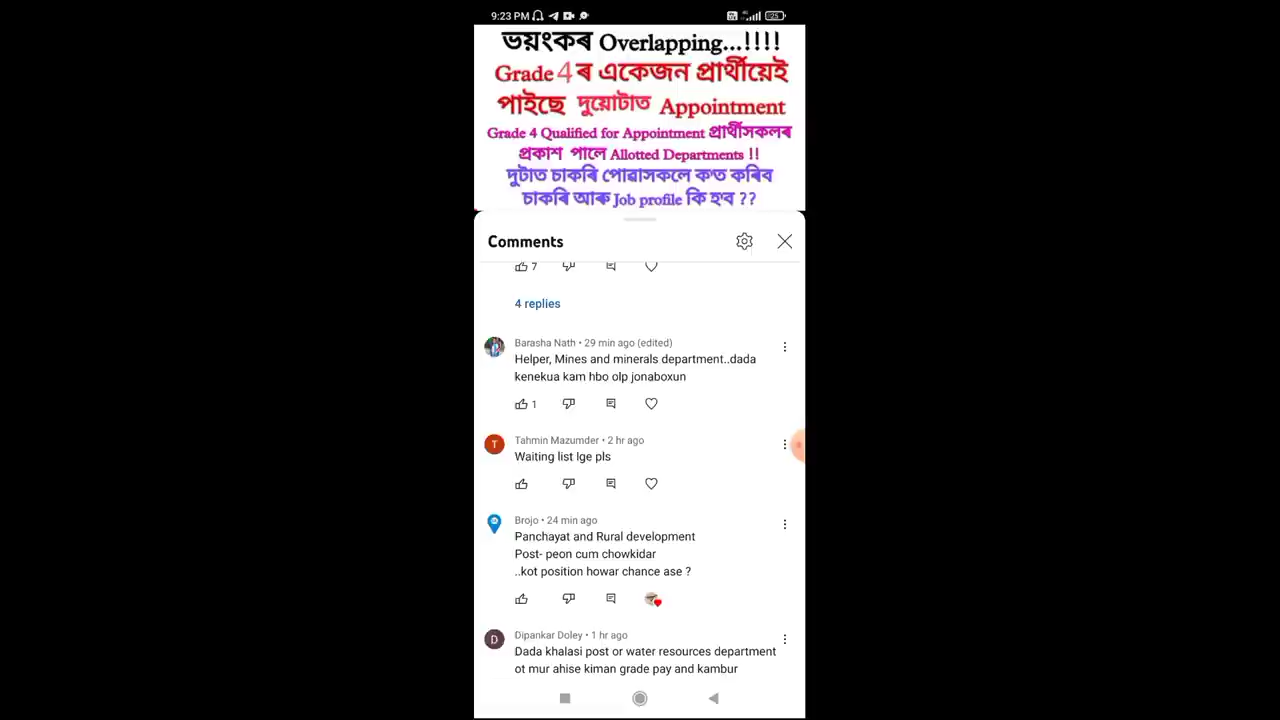 9:23 PM
25
ভয়ংকৰ Overlapping...!!!!
Grade 4 ৰ একেজন প্ৰাৰ্থীয়েই
পাইছে দুয়োটাত Appointment
Grade 4 Qualified for Appointment প্ৰাৰ্থীসকলৰ
প্ৰকাশ পালে Allotted Departments !!
দুটাত চাকৰি পোৱাসকলে ক'ত কৰিব
চাকৰি আৰু Job profile কি হ'ব ??
Comments
7
4 replies
Barasha Nath • 29 min ago (edited)
Helper, Mines and minerals department..dada
kenekua kam hbo olp jonaboxun
1
T
Tahmin Mazumder • 2 hr ago
Waiting list lge pls
Brojo • 24 min ago
Panchayat and Rural development
Post- peon cum chowkidar
..kot position howar chance ase ?
D
Dipankar Doley • 1 hr ago
Dada khalasi post or water resources department
ot mur ahise kiman grade pay and kambur